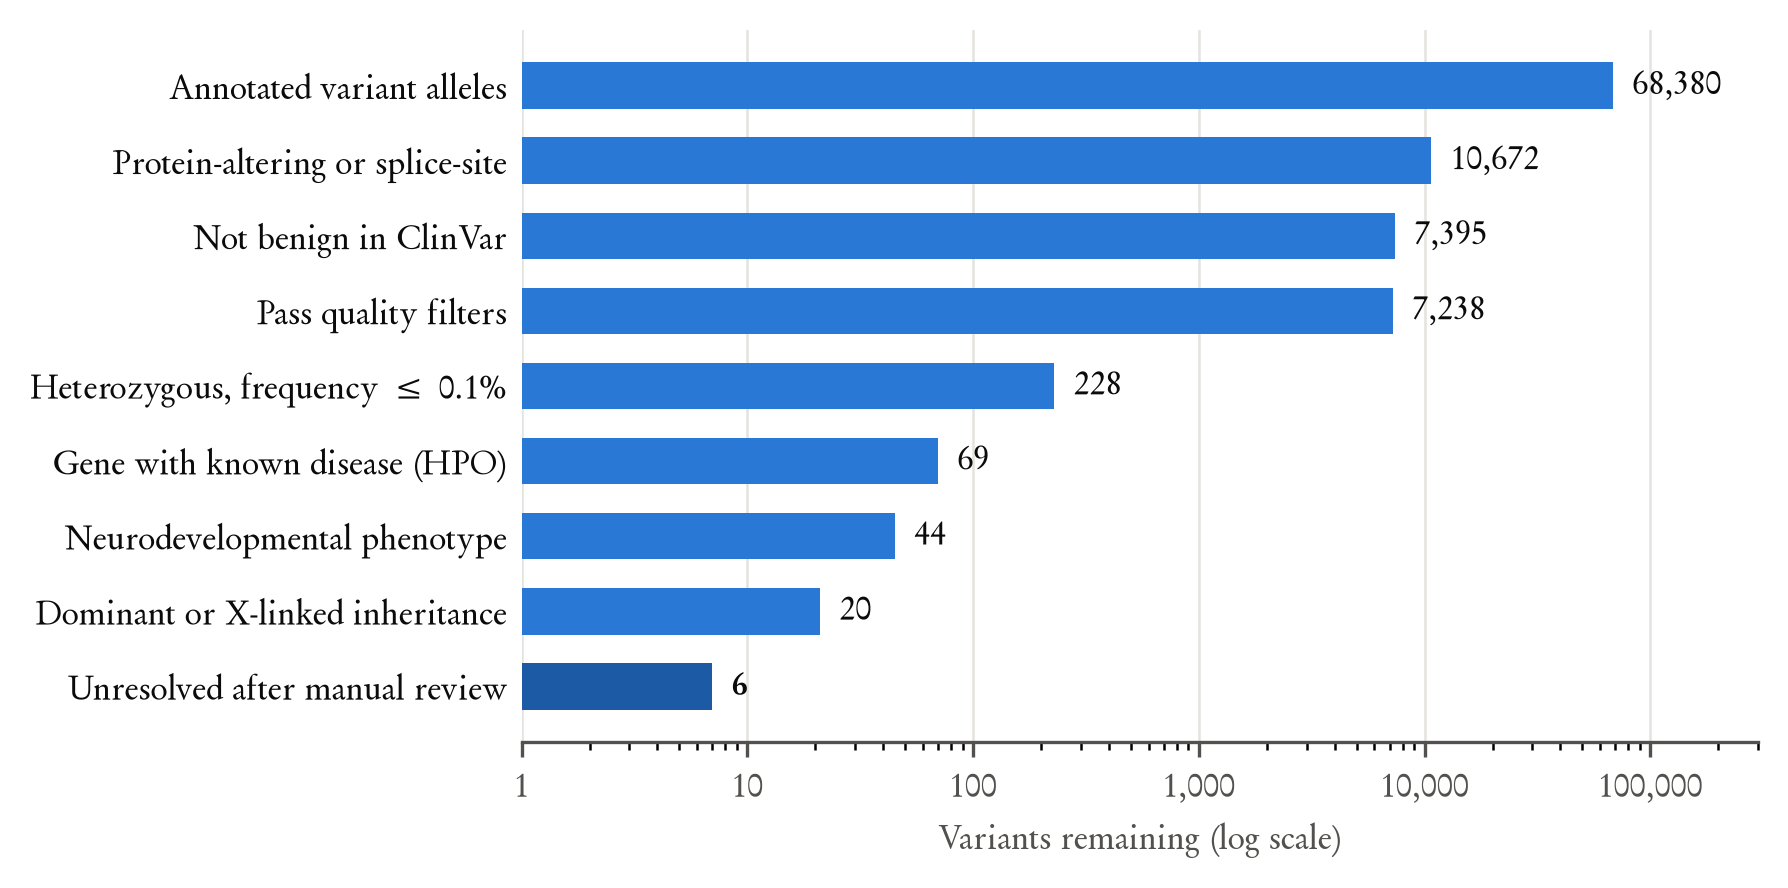 Annotated variant alleles 68,380
Protein-altering or splice-site 10,672
Not benign in ClinVar 7,395
Pass quality filters 7,238
Heterozygous, frequency ≤ 0.1% 228
Gene with known disease (HPO) 69
Neurodevelopmental phenotype 44
Dominant or X-linked inheritance 20
Unresolved after manual review 6
1 10 100 1,000 10,000 100,000
Variants remaining (log scale)